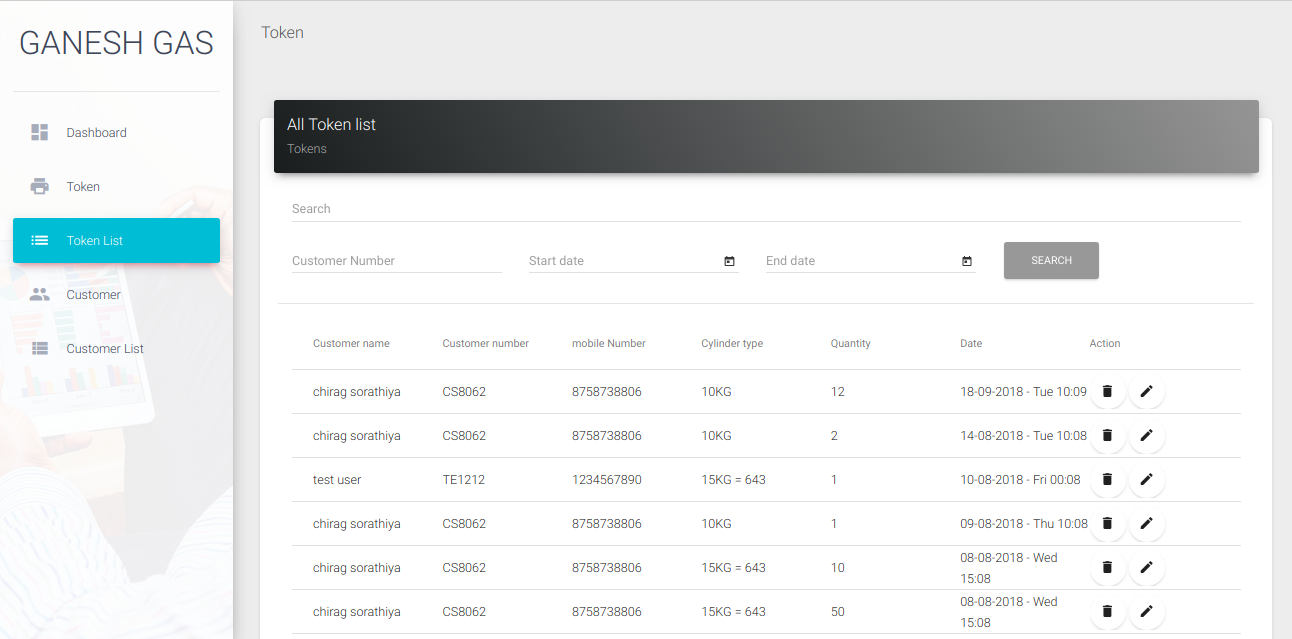 GANESH GAS
Dashboard
Token
Token List
Customer
Customer List
Token
All Token list
Tokens
Search
Customer Number Start date End date SEARCH
Customer name Customer number mobile Number Cylinder type Quantity Date Action
chirag sorathiya CS8062 8758738806 10KG 12 18-09-2018 - Tue 10:09
chirag sorathiya CS8062 8758738806 10KG 2 14-08-2018 - Tue 10:08
test user TE1212 1234567890 15KG = 643 1 10-08-2018 - Fri 00:08
chirag sorathiya CS8062 8758738806 10KG 1 09-08-2018 - Thu 10:08
chirag sorathiya CS8062 8758738806 15KG = 643 10 08-08-2018 - Wed
15:08
chirag sorathiya CS8062 8758738806 15KG = 643 50 08-08-2018 - Wed
15:08